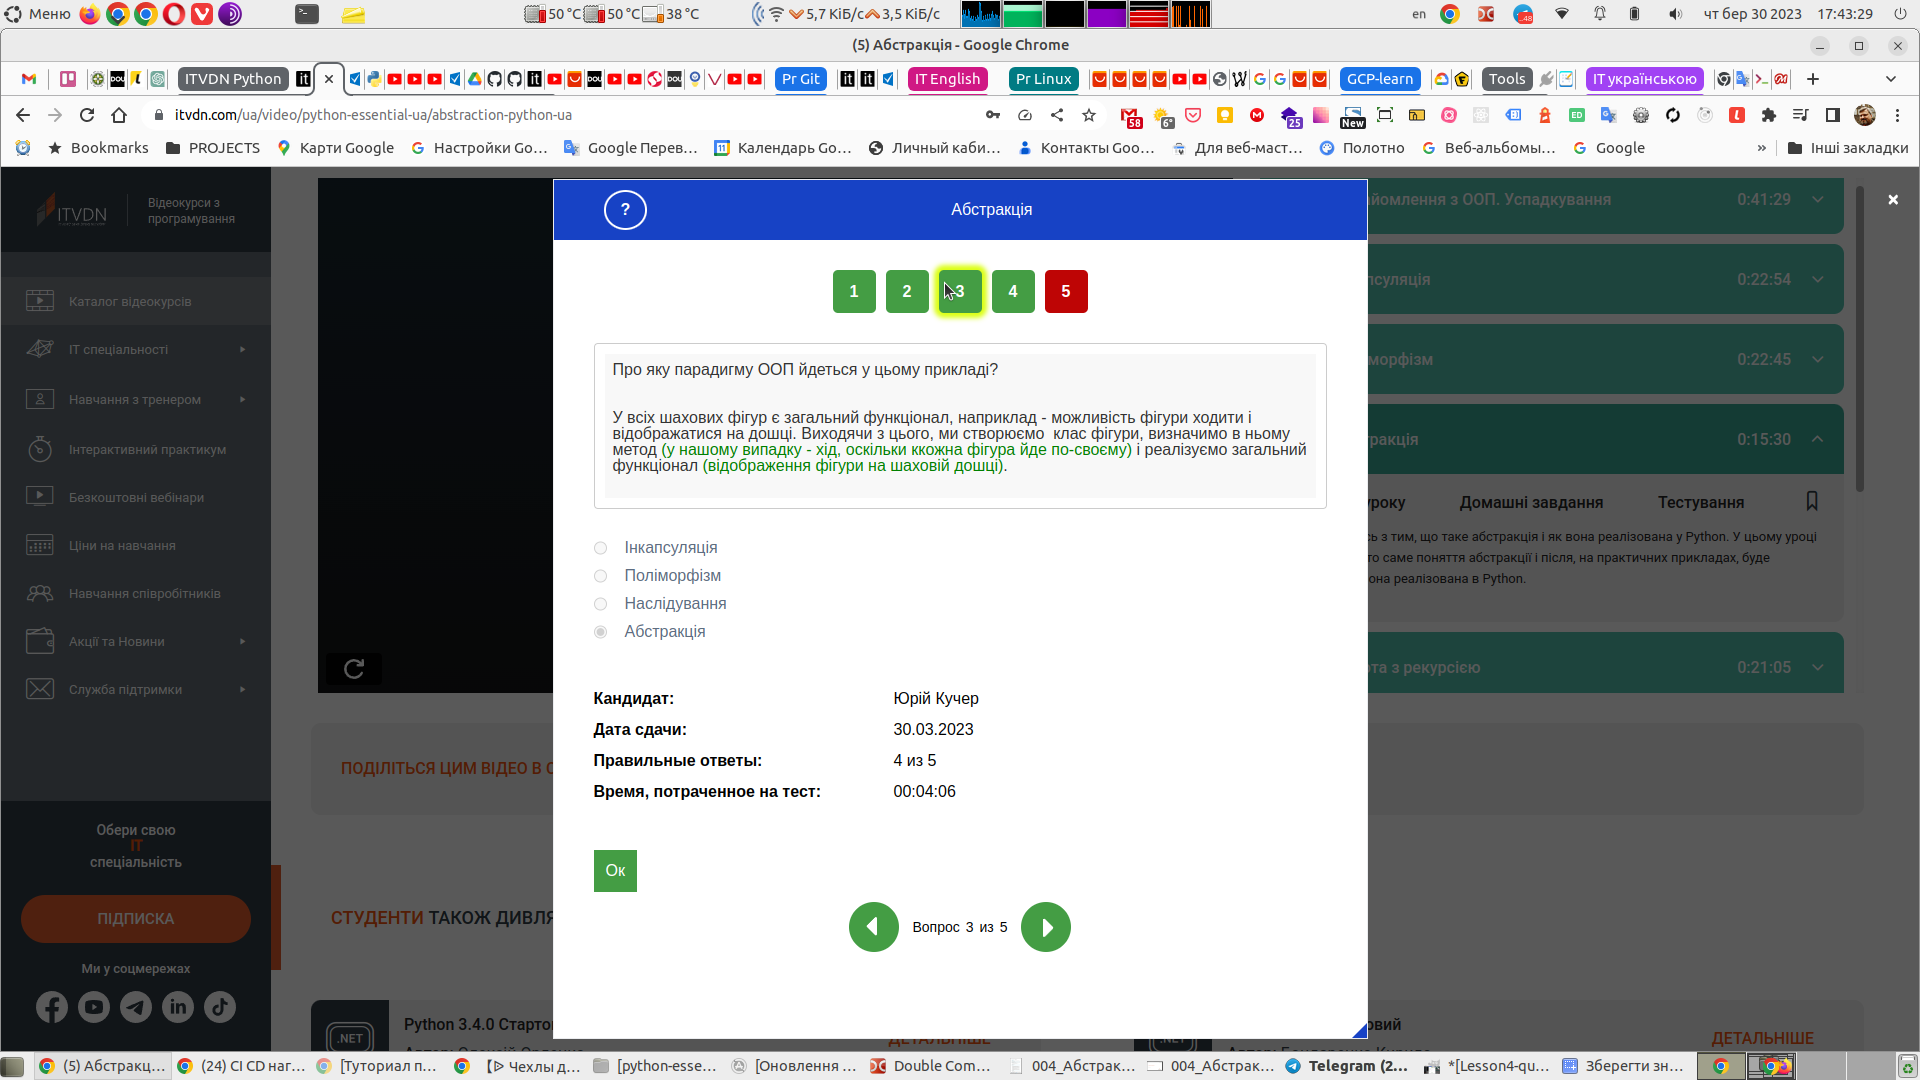 Меню
50 °C
50 °C
38 °C
5,7 КіБ/с
3,5 КіБ/с
en
чт бер 30 2023
17:43:29
(5) Абстракція - Google Chrome
ITVDN Python
Pr Git
IT English
Pr Linux
GCP-learn
Tools
IT українською
itvdn.com/ua/video/python-essential-ua/abstraction-python-ua
58
6°
25
New
Bookmarks
PROJECTS
Карти Google
Настройки Go…
Google Перев…
Календарь Go…
Личный каби…
Контакты Goo…
Для веб-маст…
Полотно
Веб-альбомы…
Google
»
Інші закладки
ITVDN
Відеокурси з
програмування
Каталог відеокурсів
IT спеціальності
Навчання з тренером
Інтерактивний практикум
Безкоштовні вебінари
Ціни на навчання
Навчання співробітників
Акції та Новини
Служба підтримки
Обери свою
IT
спеціальність
ПІДПИСКА
Ми у соцмережах
?
Абстракція
1 2 3 4 5
Про яку парадигму ООП йдеться у цьому прикладі?
У всіх шахових фігур є загальний функціонал, наприклад - можливість фігури ходити і
відображатися на дошці. Виходячи з цього, ми створюємо  клас фігури, визначимо в ньому
метод (у нашому випадку - хід, оскільки ккожна фігура йде по-своєму) і реалізуємо загальний
функціонал (відображення фігури на шаховій дошці).
Інкапсуляція
Поліморфізм
Наслідування
Абстракція
Кандидат: Юрій Кучер
Дата сдачи: 30.03.2023
Правильные ответы: 4 из 5
Время, потраченное на тест: 00:04:06
Ок
Вопрос 3 из 5
йомлення з ООП. Успадкування
0:41:29
псуляція
0:22:54
морфізм
0:22:45
тракція
0:15:30
уроку
Домашні завдання
Тестування
ь з тим, що таке абстракція і як вона реалізована у Python. У цьому уроці
то саме поняття абстракції і після, на практичних прикладах, буде
она реалізована в Python.
ота з рекурсією
0:21:05
ПОДІЛІТЬСЯ ЦИМ ВІДЕО В С
СТУДЕНТИ ТАКОЖ ДИВЛЯ
.NET
Python 3.4.0 Старто
ДЕТАЛЬНІШЕ
овий
ДЕТАЛЬНІШЕ
(5) Абстракц…
(24) CI CD наг…
[Туториал п…
【ᐅ Чехлы д…
[python-esse…
[Оновлення …
Double Com…
004_Абстрак…
004_Абстрак…
Telegram (2…
*[Lesson4-qu…
Зберегти зн…